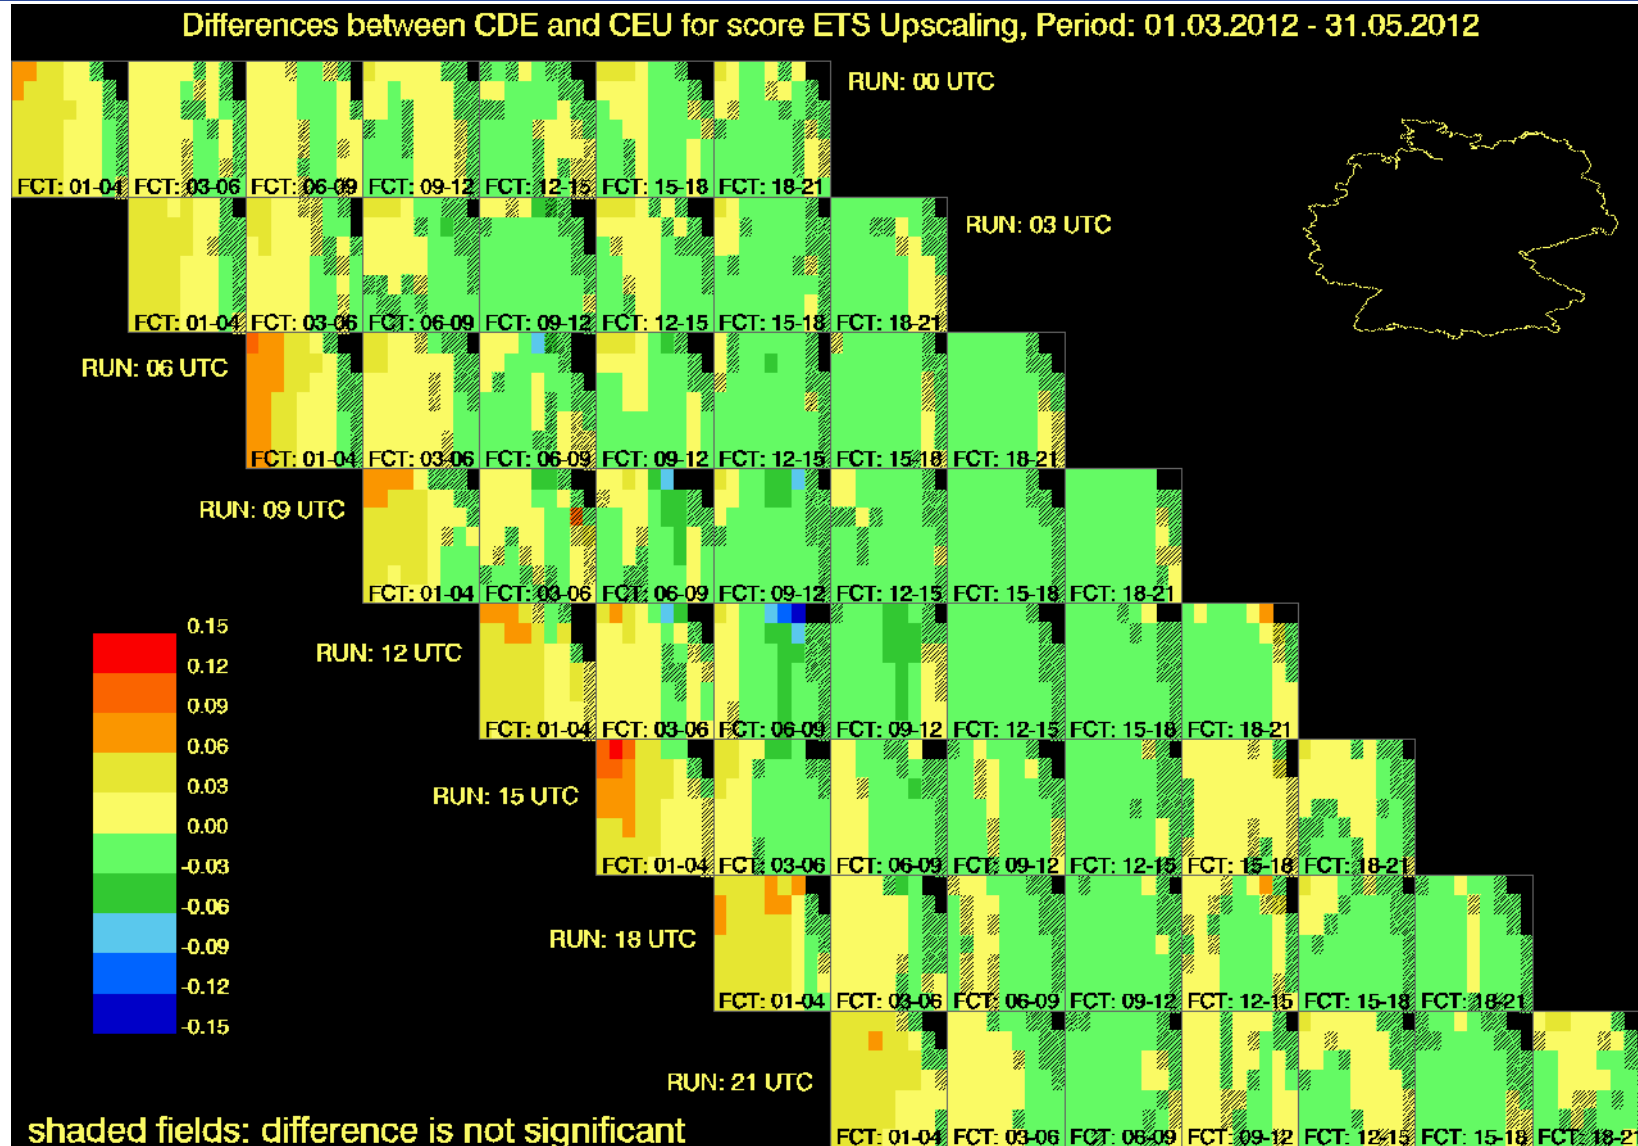 Differences between CDE and CEU for score ETS Upscaling, Period: 01.03.2012 - 31.05.2012
RUN: 00 UTC
FCT: 01-04 FCT: 03-06 FCT: 06-09 FCT: 09-12 FCT: 12-15 FCT: 15-18 FCT: 18-21
RUN: 03 UTC
FCT: 01-04 FCT: 03-06 FCT: 06-09 FCT: 09-12 FCT: 12-15 FCT: 15-18 FCT: 18-21
RUN: 06 UTC
FCT: 01-04 FCT: 03-06 FCT: 06-09 FCT: 09-12 FCT: 12-15 FCT: 15-18 FCT: 18-21
RUN: 09 UTC
FCT: 01-04 FCT: 03-06 FCT: 06-09 FCT: 09-12 FCT: 12-15 FCT: 15-18 FCT: 18-21
RUN: 12 UTC
FCT: 01-04 FCT: 03-06 FCT: 06-09 FCT: 09-12 FCT: 12-15 FCT: 15-18 FCT: 18-21
RUN: 15 UTC
FCT: 01-04 FCT: 03-06 FCT: 06-09 FCT: 09-12 FCT: 12-15 FCT: 15-18 FCT: 18-21
RUN: 18 UTC
FCT: 01-04 FCT: 03-06 FCT: 06-09 FCT: 09-12 FCT: 12-15 FCT: 15-18 FCT: 18-21
RUN: 21 UTC
FCT: 01-04 FCT: 03-06 FCT: 06-09 FCT: 09-12 FCT: 12-15 FCT: 15-18 FCT: 18-21
0.15
0.12
0.09
0.06
0.03
0.00
-0.03
-0.06
-0.09
-0.12
-0.15
shaded fields: difference is not significant